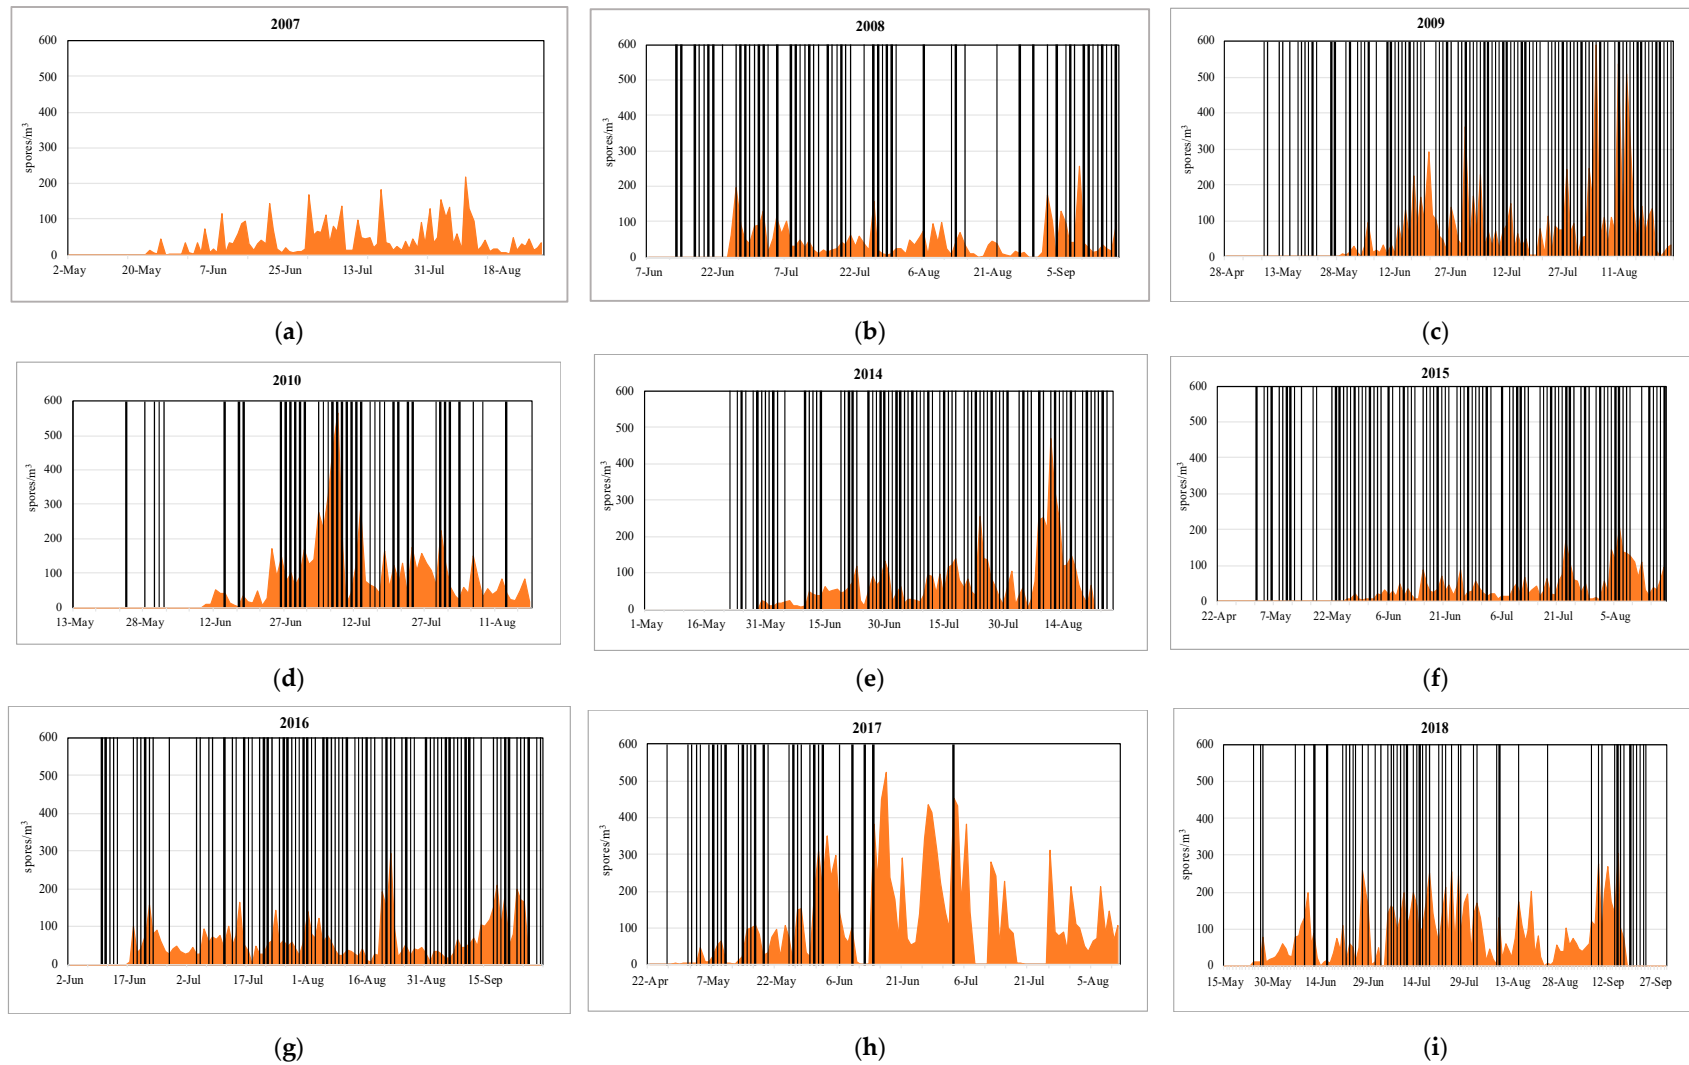 2007
600
500
400
300
200
100
0
spores/m³
2-May 20-May 7-Jun 25-Jun 13-Jul 31-Jul 18-Aug
(a)
2008
600
500
400
300
200
100
0
spores/m³
7-Jun 22-Jun 7-Jul 22-Jul 6-Aug 21-Aug 5-Sep
(b)
2009
600
500
400
300
200
100
0
spores/m³
28-Apr 13-May 28-May 12-Jun 27-Jun 12-Jul 27-Jul 11-Aug
(c)
2010
600
500
400
300
200
100
0
spores/m³
13-May 28-May 12-Jun 27-Jun 12-Jul 27-Jul 11-Aug
(d)
2014
600
500
400
300
200
100
0
spores/m³
1-May 16-May 31-May 15-Jun 30-Jun 15-Jul 30-Jul 14-Aug
(e)
2015
600
500
400
300
200
100
0
spores/m³
22-Apr 7-May 22-May 6-Jun 21-Jun 6-Jul 21-Jul 5-Aug
(f)
2016
600
500
400
300
200
100
0
spores/m³
2-Jun 17-Jun 2-Jul 17-Jul 1-Aug 16-Aug 31-Aug 15-Sep
(g)
2017
600
500
400
300
200
100
0
spores/m³
22-Apr 7-May 22-May 6-Jun 21-Jun 6-Jul 21-Jul 5-Aug
(h)
2018
600
500
400
300
200
100
0
spores/m³
15-May 30-May 14-Jun 29-Jun 14-Jul 29-Jul 13-Aug 28-Aug 12-Sep 27-Sep
(i)